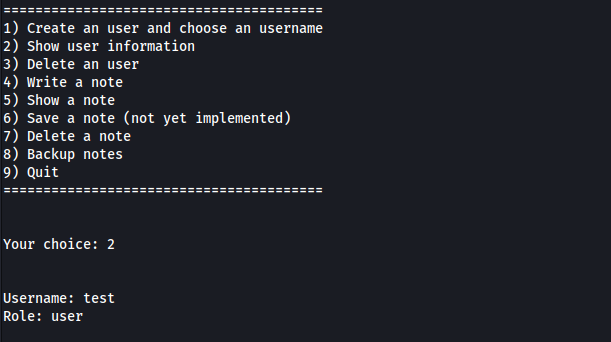 ========================================
1) Create an user and choose an username
2) Show user information
3) Delete an user
4) Write a note
5) Show a note
6) Save a note (not yet implemented)
7) Delete a note
8) Backup notes
9) Quit
========================================
Your choice: 2
Username: test
Role: user